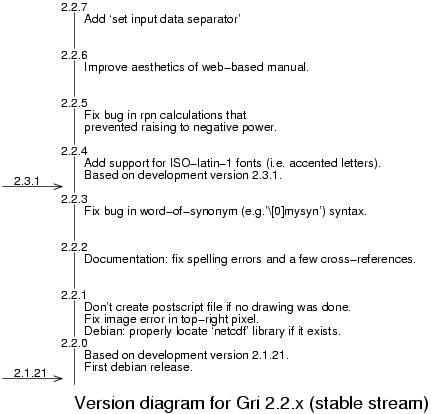 2.2.7
Add ‘set input data separator’
2.2.6
Improve aesthetics of web−based manual.
2.2.5
Fix bug in rpn calculations that
prevented raising to negative power.
2.2.4
Add support for ISO−latin−1 fonts (i.e. accented letters).
Based on development version 2.3.1.
2.3.1
2.2.3
Fix bug in word−of−synonym (e.g.’\[0]mysyn’) syntax.
2.2.2
Documentation: fix spelling errors and a few cross−references.
2.2.1
Don’t create postscript file if no drawing was done.
Fix image error in top−right pixel.
Debian: properly locate ‘netcdf’ library if it exists.
2.2.0
Based on development version 2.1.21.
First debian release.
2.1.21
Version diagram for Gri 2.2.x (stable stream)